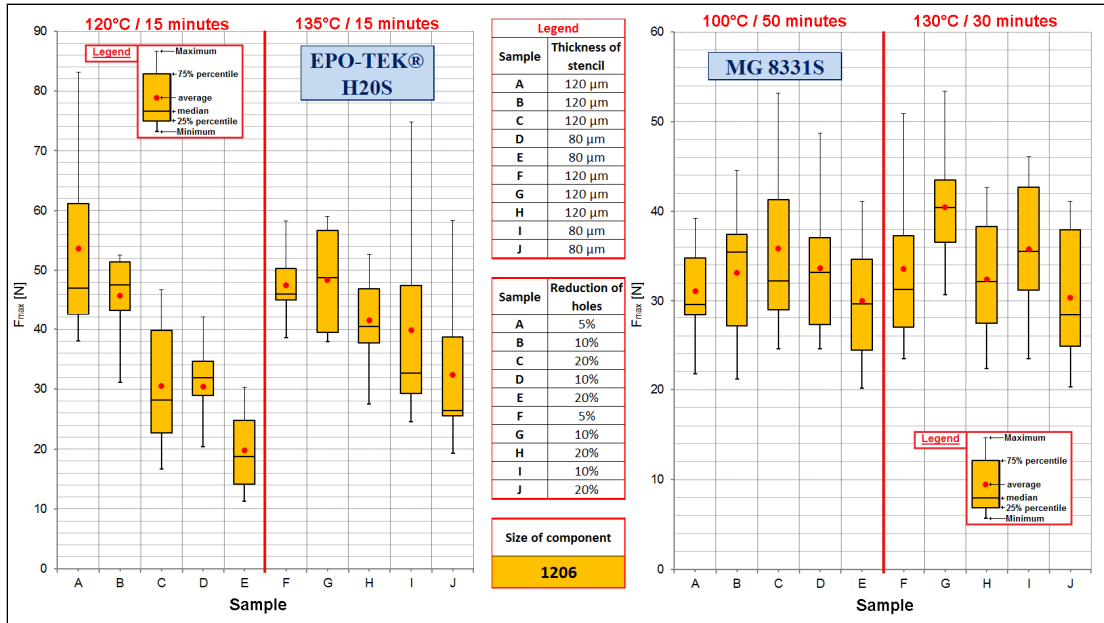 120°C / 15 minutes
135°C / 15 minutes
Legend
Maximum
75% percentile
average
median
25% percentile
Minimum
EPO-TEK®
H20S
Fmax [N]
90
80
70
60
50
40
30
20
10
0
A B C D E F G H I J
Sample
Legend
Sample Thickness of stencil
A 120 µm
B 120 µm
C 120 µm
D 80 µm
E 80 µm
F 120 µm
G 120 µm
H 120 µm
I 80 µm
J 80 µm
Sample Reduction of holes
A 5%
B 10%
C 20%
D 10%
E 20%
F 5%
G 10%
H 20%
I 10%
J 20%
Size of component
1206
100°C / 50 minutes
130°C / 30 minutes
MG 8331S
Fmax [N]
60
50
40
30
20
10
0
Legend
Maximum
75% percentile
average
median
25% percentile
Minimum
A B C D E F G H I J
Sample